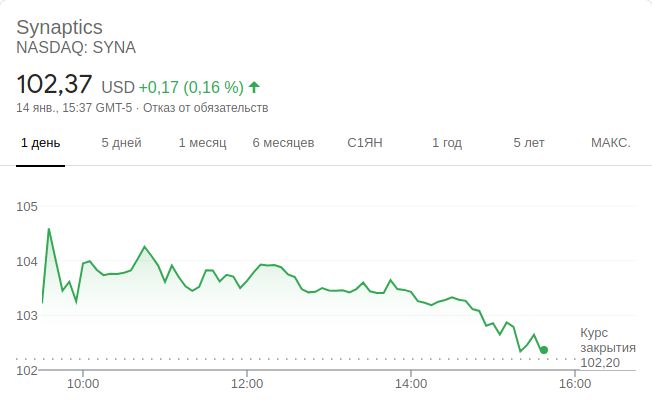 Synaptics
NASDAQ: SYNA
102,37 USD +0,17 (0,16 %)
14 янв., 15:37 GMT-5 · Отказ от обязательств
1 день 5 дней 1 месяц 6 месяцев С1ЯН 1 год 5 лет МАКС.
105
104
103
Курс
закрытия
102,20
102
10:00 12:00 14:00 16:00